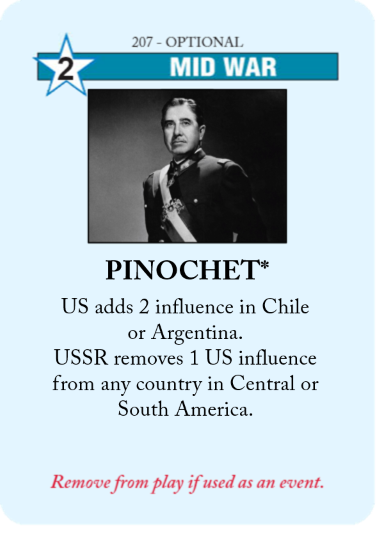 207 - OPTIONAL
2
MID WAR
PINOCHET*
US adds 2 influence in Chile
or Argentina.
USSR removes 1 US influence
from any country in Central or
South America.
Remove from play if used as an event.